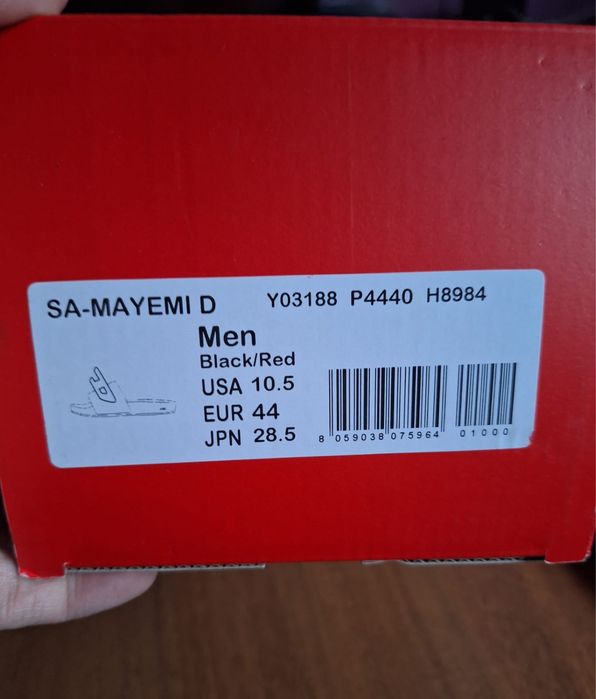 SA-MAYEMI D Y03188 P4440 H8984
Men
Black/Red
USA 10.5
EUR 44
JPN 28.5
8 059038 075964 01000